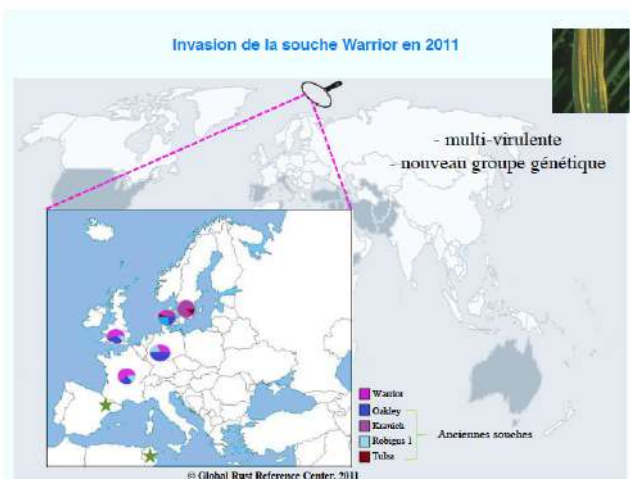 Invasion de la souche Warrior en 2011
- multi-virulente
- nouveau groupe génétique
Warrior
Oakley
Kranich
Robigus 1
Tulsa
Anciennes souches
© Global Rust Reference Center, 2011